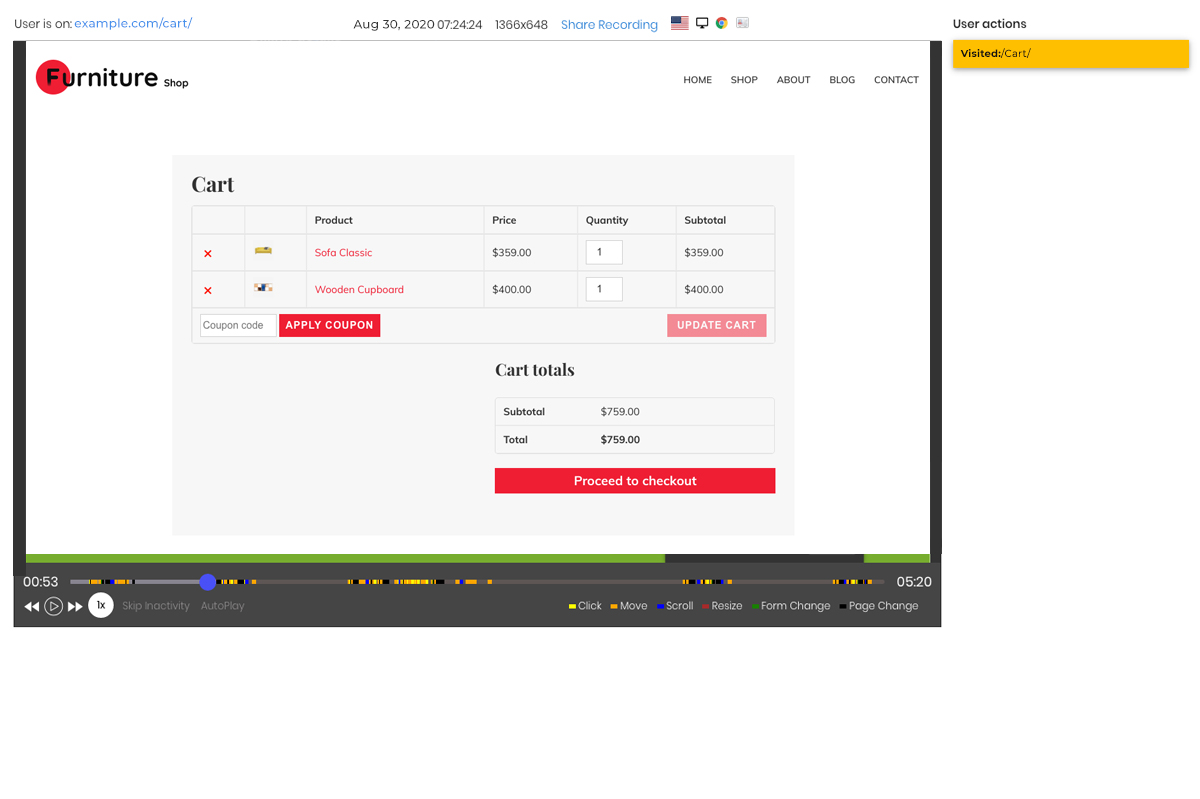 User is on: example.com/cart/
Aug 30, 2020 07:24:24 1366x648 Share Recording
User actions
Visited:/Cart/
Furniture Shop
HOME SHOP ABOUT BLOG CONTACT
Cart
Product Price Quantity Subtotal
× Sofa Classic $359.00 1 $359.00
× Wooden Cupboard $400.00 1 $400.00
Coupon code APPLY COUPON UPDATE CART
Cart totals
Subtotal $759.00
Total $759.00
Proceed to checkout
00:53 05:20
1x Skip Inactivity AutoPlay Click Move Scroll Resize Form Change Page Change